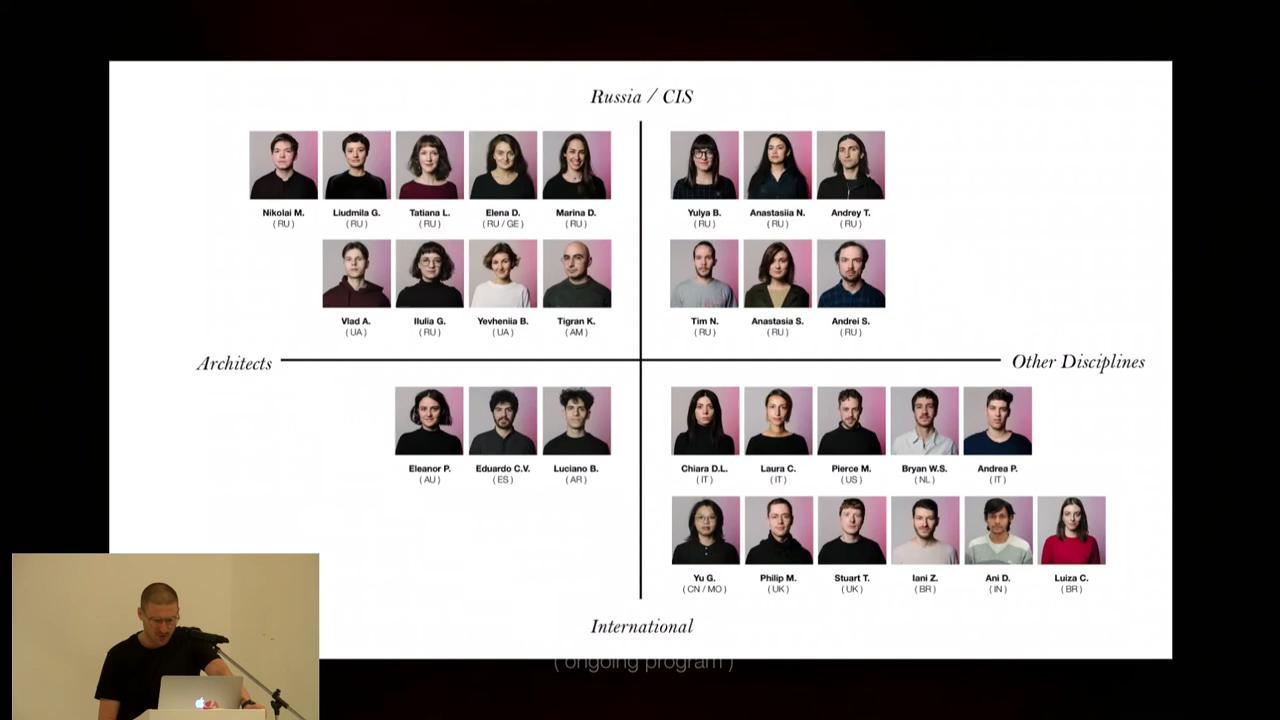 Russia / CIS
Nikolai M. Liudmila G. Tatiana L. Elena D. Marina D. Yulya B. Anastasiia N. Andrey T.
( RU ) ( RU ) ( RU ) ( RU / GE ) ( RU ) ( RU ) ( RU ) ( RU )
Vlad A. Ilulia G. Yevheniia B. Tigran K. Tim N. Anastasia S. Andrei S.
( UA ) ( RU ) ( UA ) ( AM ) ( RU ) ( RU ) ( RU )
Architects Other Disciplines
Eleanor P. Eduardo C.V. Luciano B. Chiara D.L. Laura C. Pierce M. Bryan W.S. Andrea P.
( AU ) ( ES ) ( AR ) ( IT ) ( IT ) ( US ) ( NL ) ( IT )
Yu G. Philip M. Stuart T. Iani Z. Ani D. Luiza C.
( CN / MO ) ( UK ) ( UK ) ( BR ) ( IN ) ( BR )
International
( ongoing program )